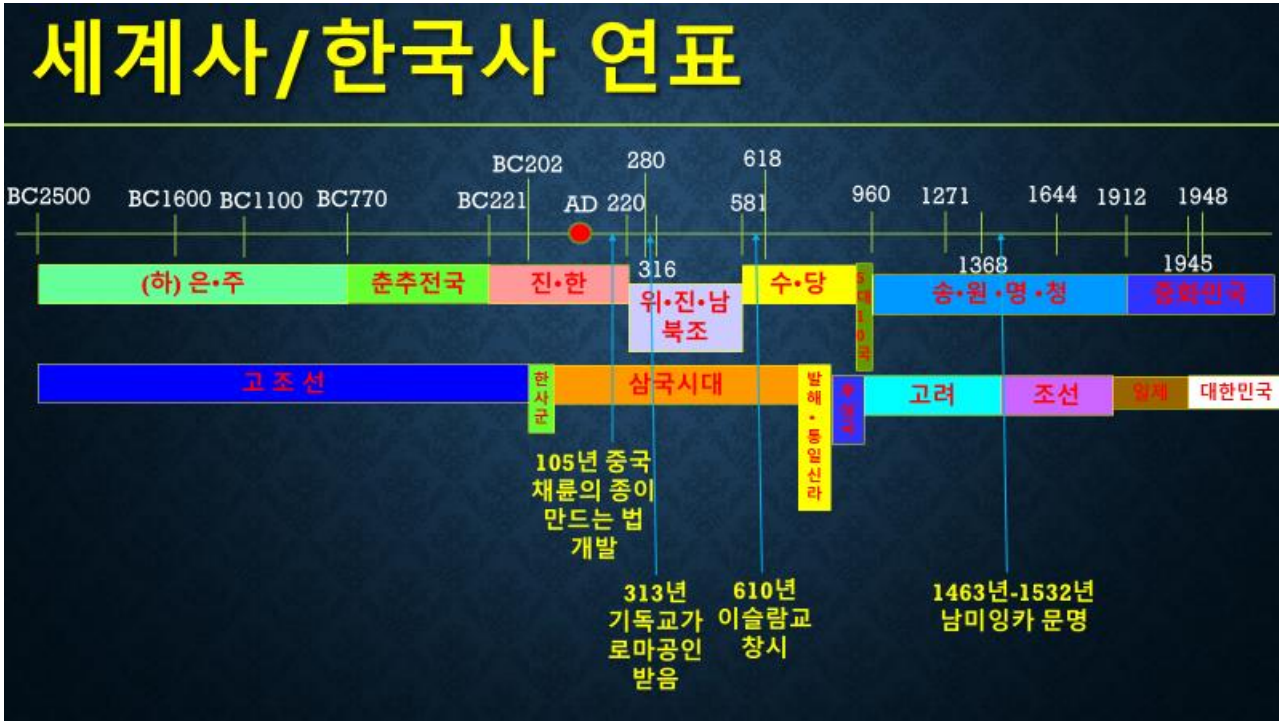 세계사/한국사 연표
BC202 280 618
BC2500 BC1600 BC1100 BC770 BC221 AD 220 581 960 1271 1644 1912 1948
316 1368 1945
(하) 은•주 춘추전국 진•한 수•당 송•원•명•청 중화민국
위•진•남
북조
5
대
1
0
국
고 조 선 삼국시대 고려 조선 일제 대한민국
한
사
군
발
해
•
통
일
신
라
105년 중국
채륜의 종이
만드는 법
개발
313년
기독교가
로마공인
받음
610년
이슬람교
창시
1463년-1532년
남미잉카 문명